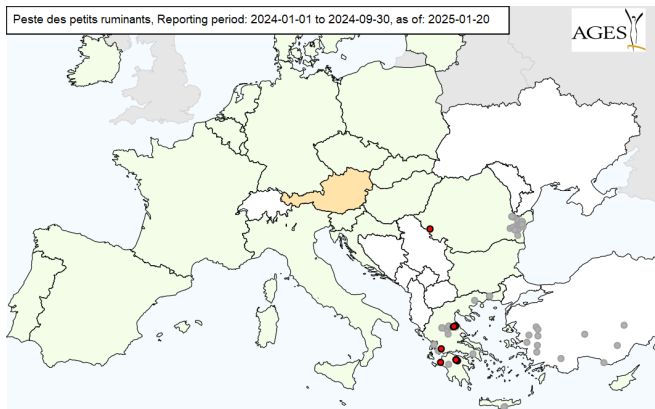 Peste des petits ruminants, Reporting period: 2024-01-01 to 2024-09-30, as of: 2025-01-20
AGES